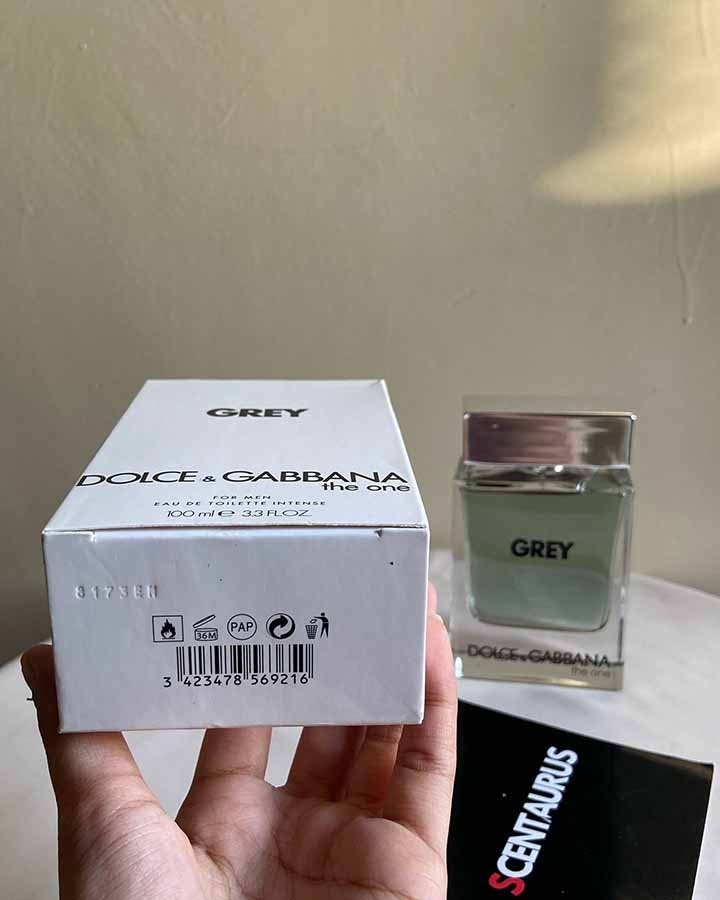 GREY
DOLCE & GABBANA
the one
FOR MEN
EAU DE TOILETTE INTENSE
100 ml e 3.3 FL.OZ.
8173EN
36M
PAP
3 423478 569216
GREY
DOLCE & GABBANA
the one
SCENTAURUS